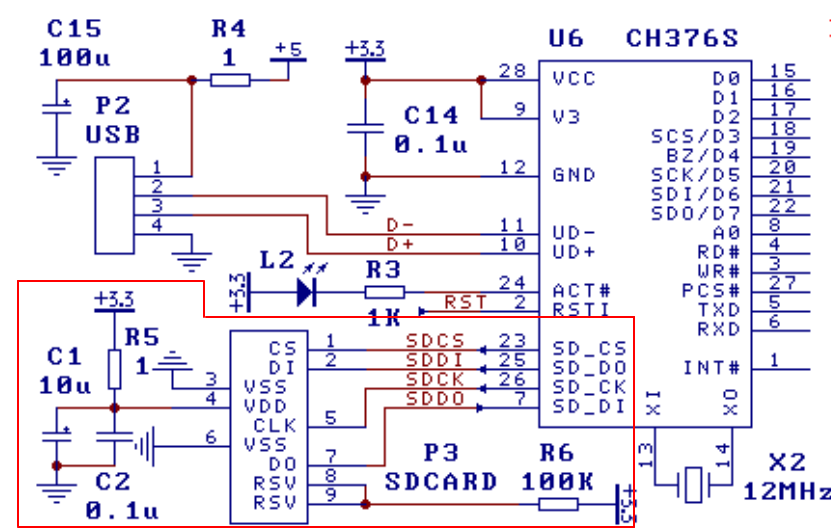 C15
100u
R4
1
+5
+3.3
U6 CH376S
P2
USB
1
2
3
4
C14
0.1u
28 VCC
9 V3
12 GND
D- 11 UD-
D+ 10 UD+
24 ACT#
RST 2 RSTI
D0 15
D1 16
D2 17
SCS/D3 18
BZ/D4 19
SCK/D5 20
SDI/D6 21
SDO/D7 22
A0 8
RD# 4
WR# 3
PCS# 27
TXD 5
RXD 6
INT# 1
L2
R3
1K
+3.3
+3.3
R5
1
C1
10u
C2
0.1u
CS 1 SDCS 23 SD_CS
DI 2 SDDI 25 SD_DO
3 VSS
4 VDD
CLK 5 SDCK 26 SD_CK
6 VSS
DO 7 SDDO 7 SD_DI
RSV 8
RSV 9
P3
SDCARD
R6
100K
+3.3
XI
XO
13
14
X2
12MHz